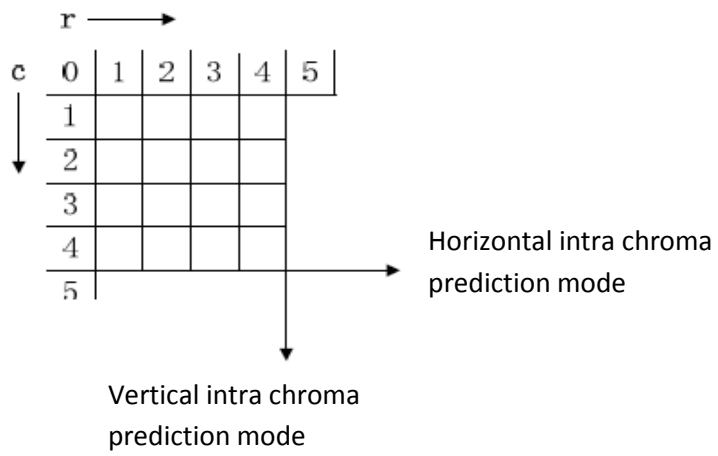 r
c 0 1 2 3 4 5
1
2
3
4
5
Horizontal intra chroma
prediction mode
Vertical intra chroma
prediction mode